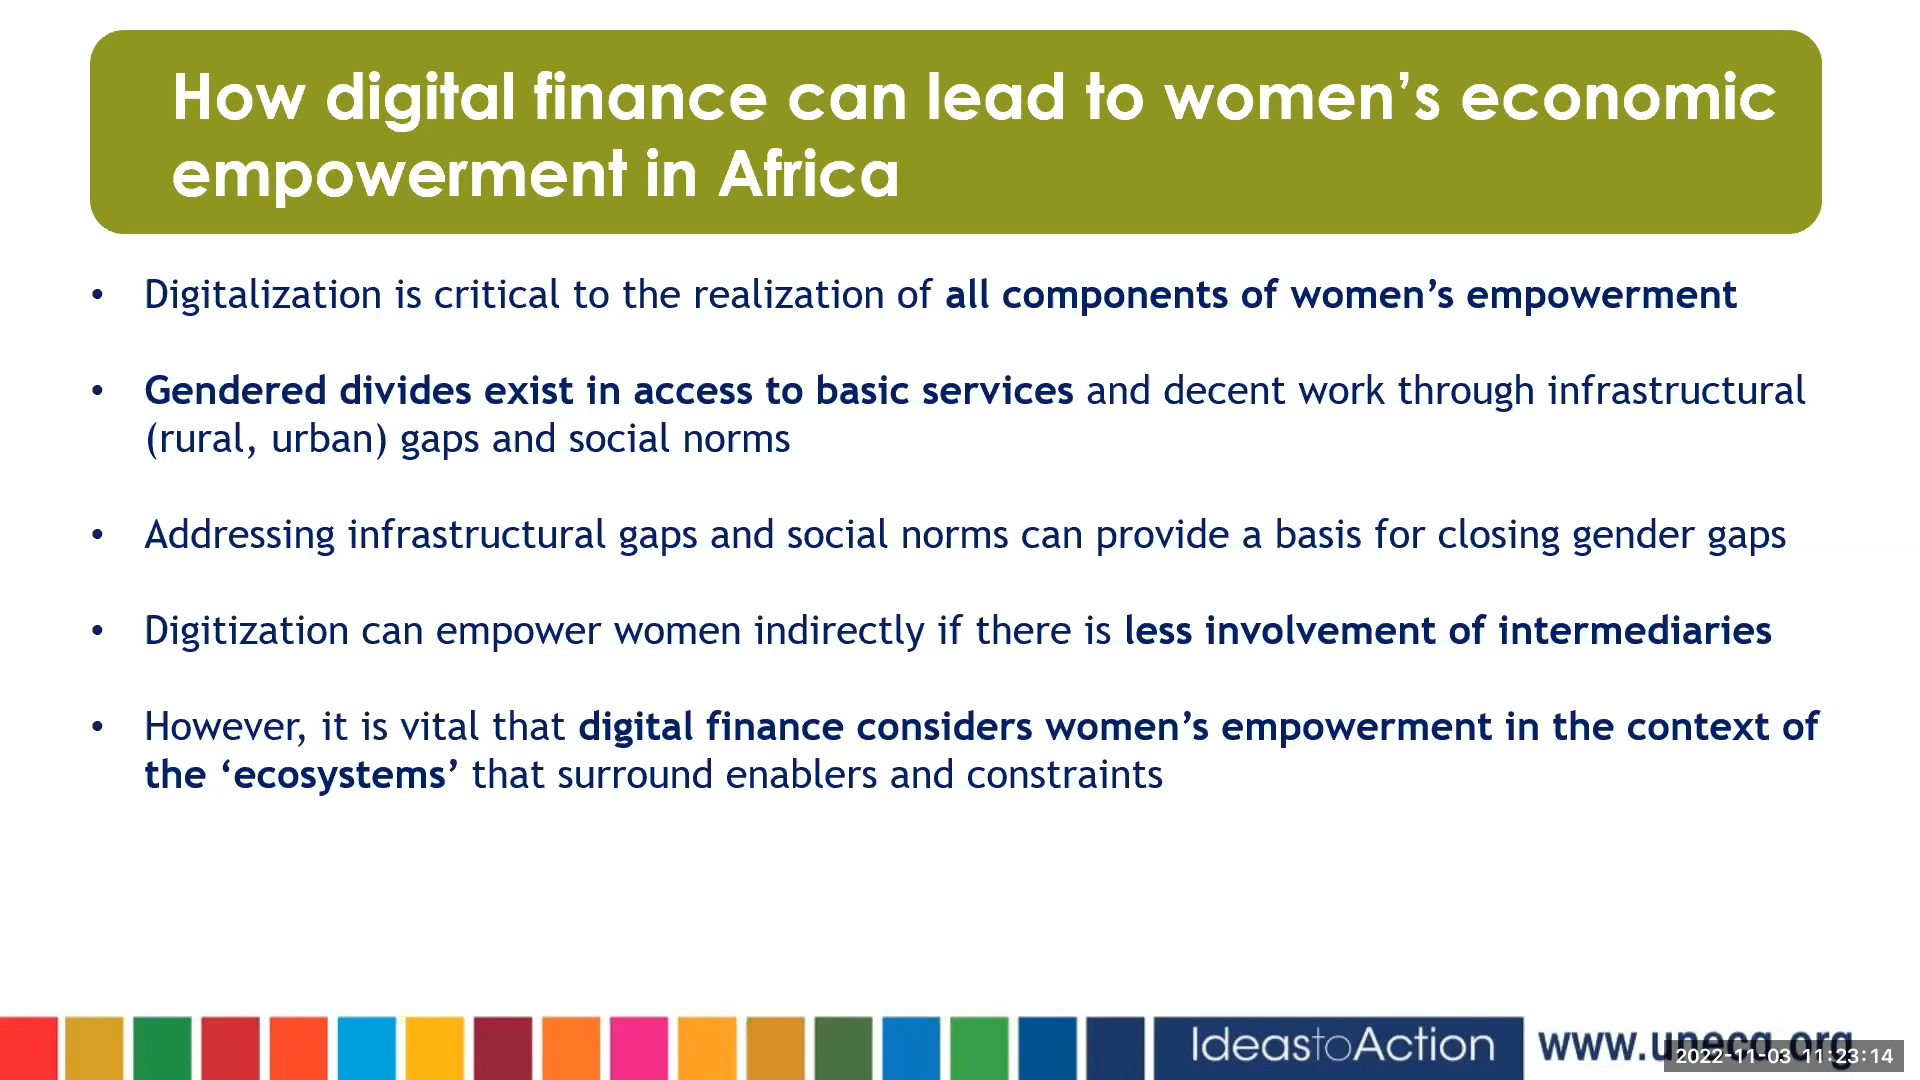 How digital finance can lead to women’s economic
empowerment in Africa
• Digitalization is critical to the realization of all components of women’s empowerment
• Gendered divides exist in access to basic services and decent work through infrastructural
(rural, urban) gaps and social norms
• Addressing infrastructural gaps and social norms can provide a basis for closing gender gaps
• Digitization can empower women indirectly if there is less involvement of intermediaries
• However, it is vital that digital finance considers women’s empowerment in the context of
the ‘ecosystems’ that surround enablers and constraints
IdeastoAction www.uneca.org
2022-11-03 11:23:14